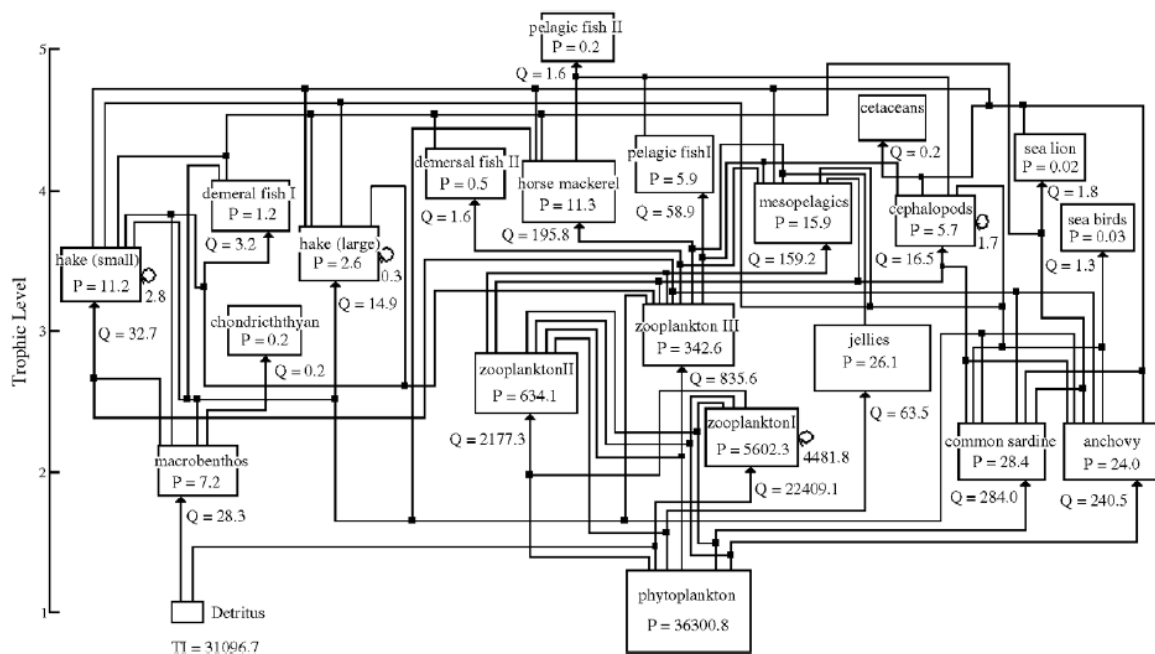 pelagic fish II
P = 0.2
Q = 1.6
cetaceans
Q = 0.2
sea lion
P = 0.02
Q = 1.8
demersal fish II
P = 0.5
Q = 1.6
horse mackerel
P = 11.3
Q = 195.8
pelagic fishI
P = 5.9
Q = 58.9
mesopelagics
P = 15.9
Q = 159.2
cephalopods
P = 5.7
1.7
Q = 16.5
sea birds
P = 0.03
Q = 1.3
demeral fish I
P = 1.2
Q = 3.2
hake (large)
P = 2.6
0.3
Q = 14.9
hake (small)
P = 11.2
2.8
Q = 32.7
chondricththyan
P = 0.2
Q = 0.2
zooplankton III
P = 342.6
Q = 835.6
jellies
P = 26.1
Q = 63.5
zooplanktonII
P = 634.1
Q = 2177.3
zooplanktonI
P = 5602.3
4481.8
Q = 22409.1
common sardine
P = 28.4
Q = 284.0
anchovy
P = 24.0
Q = 240.5
macrobenthos
P = 7.2
Q = 28.3
phytoplankton
P = 36300.8
Detritus
TI = 31096.7
Trophic Level
5
4
3
2
1